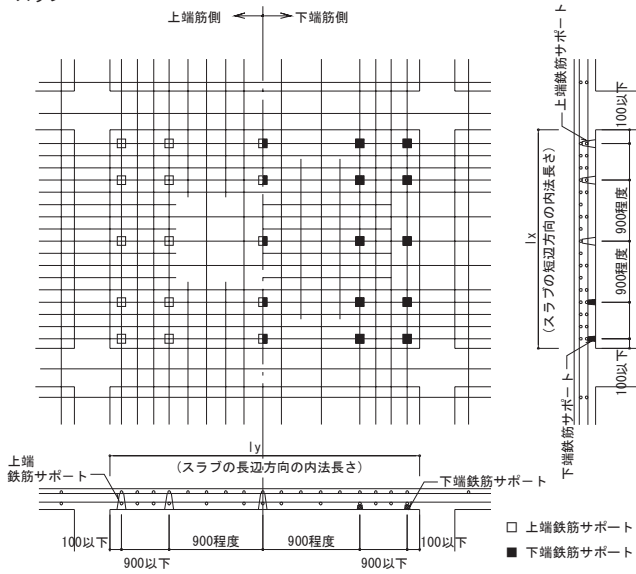 上端筋側
下端筋側
上端鉄筋サポート
100以下
lx
(スラブの短辺方向の内法長さ)
900程度
900程度
100以下
下端鉄筋サポート
ly
(スラブの長辺方向の内法長さ)
上端
鉄筋サポート
下端鉄筋サポート
100以下
900以下
900程度
900程度
900以下
100以下
□ 上端鉄筋サポート
■ 下端鉄筋サポート